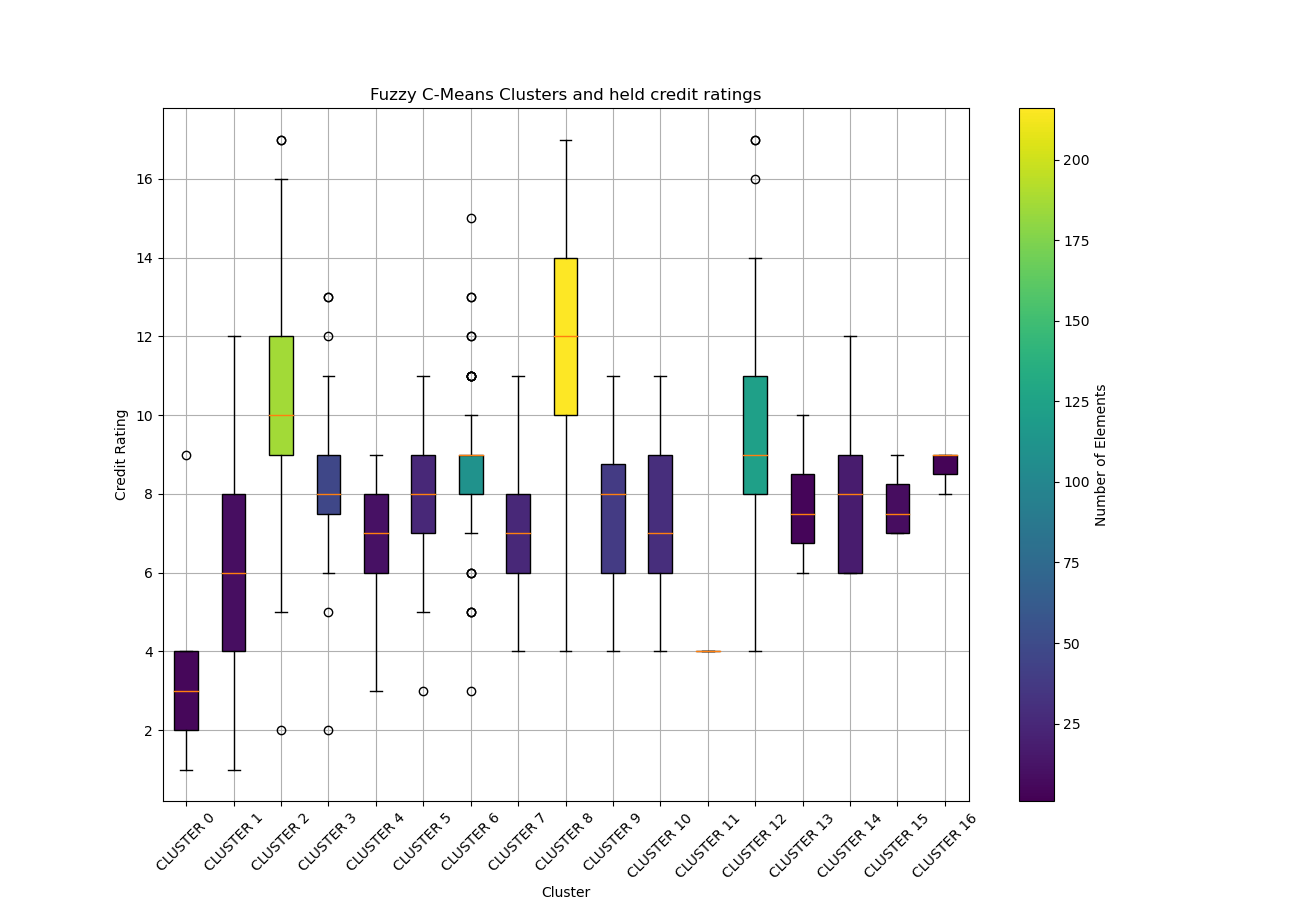 Fuzzy C-Means Clusters and held credit ratings
Credit Rating
16
14
12
10
8
6
4
2
CLUSTER 0
CLUSTER 1
CLUSTER 2
CLUSTER 3
CLUSTER 4
CLUSTER 5
CLUSTER 6
CLUSTER 7
CLUSTER 8
CLUSTER 9
CLUSTER 10
CLUSTER 11
CLUSTER 12
CLUSTER 13
CLUSTER 14
CLUSTER 15
CLUSTER 16
Cluster
200
175
150
125
100
75
50
25
Number of Elements